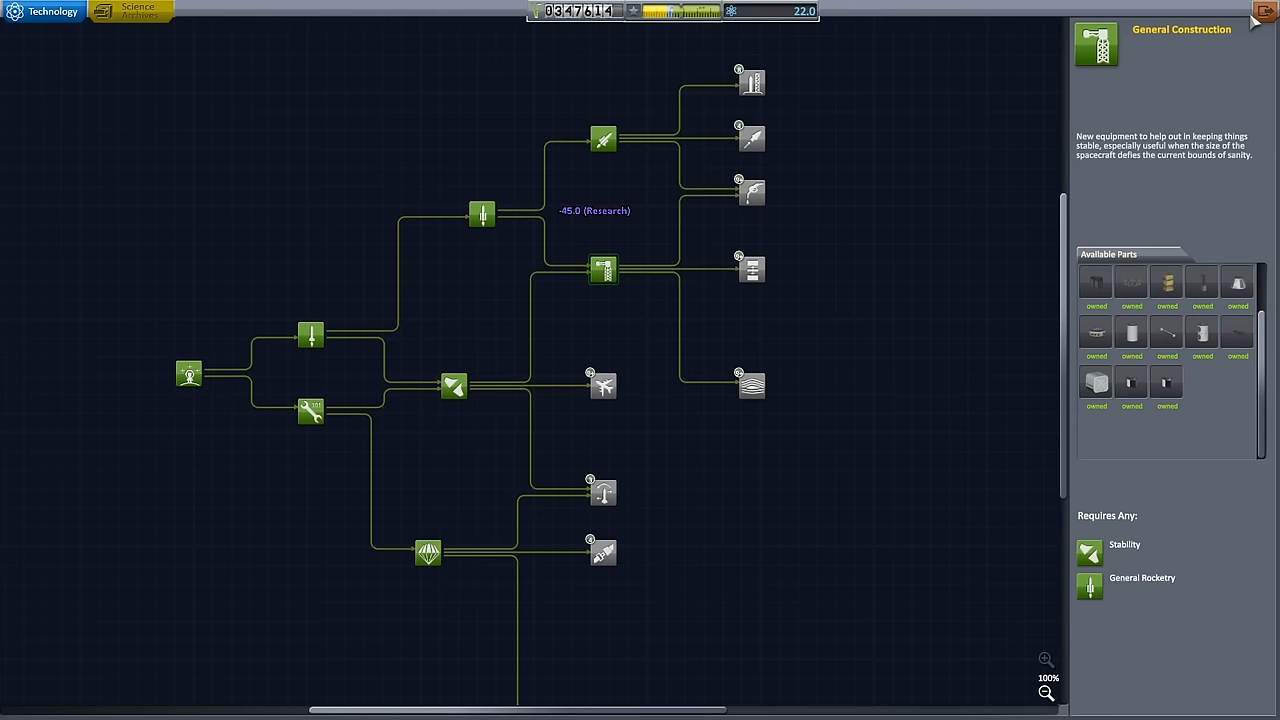 Technology
Science
Archives
0347614
22.0
General Construction
New equipment to help out in keeping things
stable, especially useful when the size of the
spacecraft defies the current bounds of sanity.
-45.0 (Research)
Available Parts
owned owned owned owned owned
owned owned owned owned owned
owned owned owned
Requires Any:
Stability
General Rocketry
101
100%